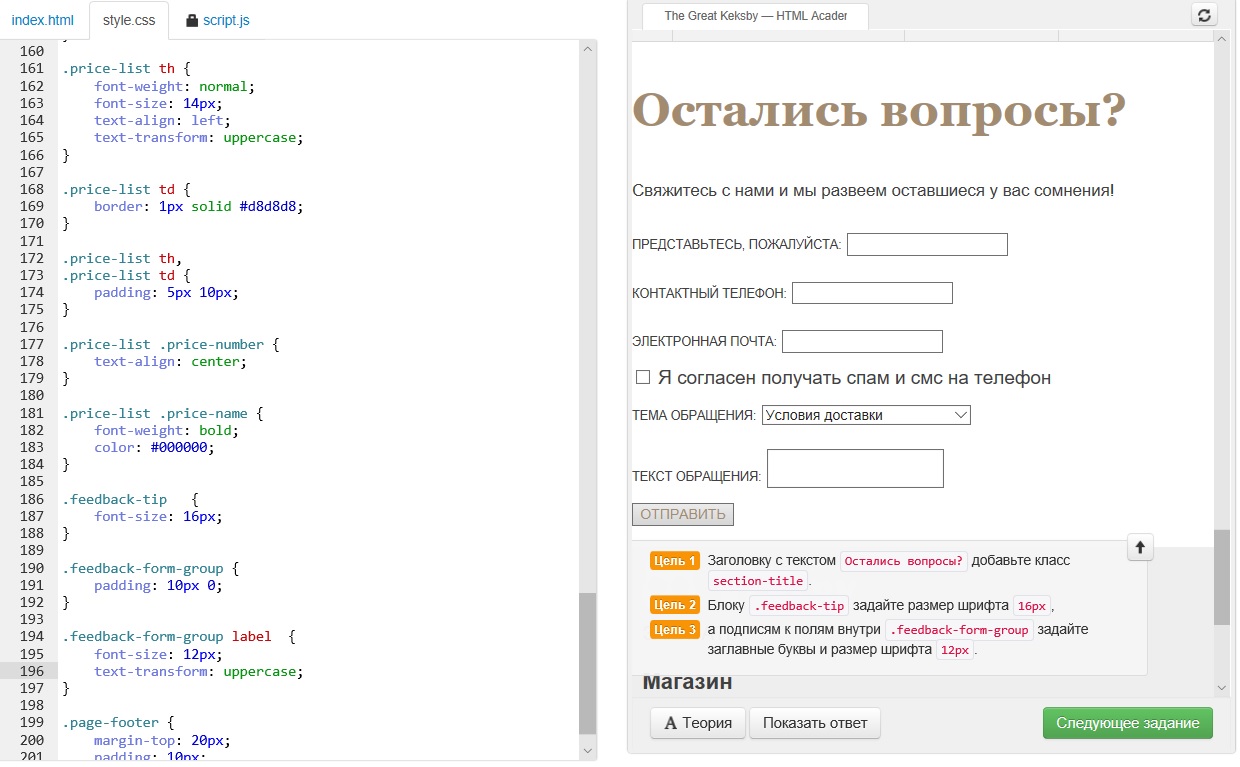 index.html style.css script.js
160
161 .price-list th {
162 font-weight: normal;
163 font-size: 14px;
164 text-align: left;
165 text-transform: uppercase;
166 }
167
168 .price-list td {
169 border: 1px solid #d8d8d8;
170 }
171
172 .price-list th,
173 .price-list td {
174 padding: 5px 10px;
175 }
176
177 .price-list .price-number {
178 text-align: center;
179 }
180
181 .price-list .price-name {
182 font-weight: bold;
183 color: #000000;
184 }
185
186 .feedback-tip {
187 font-size: 16px;
188 }
189
190 .feedback-form-group {
191 padding: 10px 0;
192 }
193
194 .feedback-form-group label {
195 font-size: 12px;
196 text-transform: uppercase;
197 }
198
199 .page-footer {
200 margin-top: 20px;
201 padding: 10px;
The Great Keksby — HTML Acader
Остались вопросы?
Свяжитесь с нами и мы развеем оставшиеся у вас сомнения!
ПРЕДСТАВЬТЕСЬ, ПОЖАЛУЙСТА:
КОНТАКТНЫЙ ТЕЛЕФОН:
ЭЛЕКТРОННАЯ ПОЧТА:
Я согласен получать спам и смс на телефон
ТЕМА ОБРАЩЕНИЯ: Условия доставки
ТЕКСТ ОБРАЩЕНИЯ:
ОТПРАВИТЬ
Цель 1 Заголовку с текстом Остались вопросы? добавьте класс
section-title.
Цель 2 Блоку .feedback-tip задайте размер шрифта 16px,
Цель 3 а подписям к полям внутри .feedback-form-group задайте
заглавные буквы и размер шрифта 12px.
Магазин
А Теория Показать ответ Следующее задание